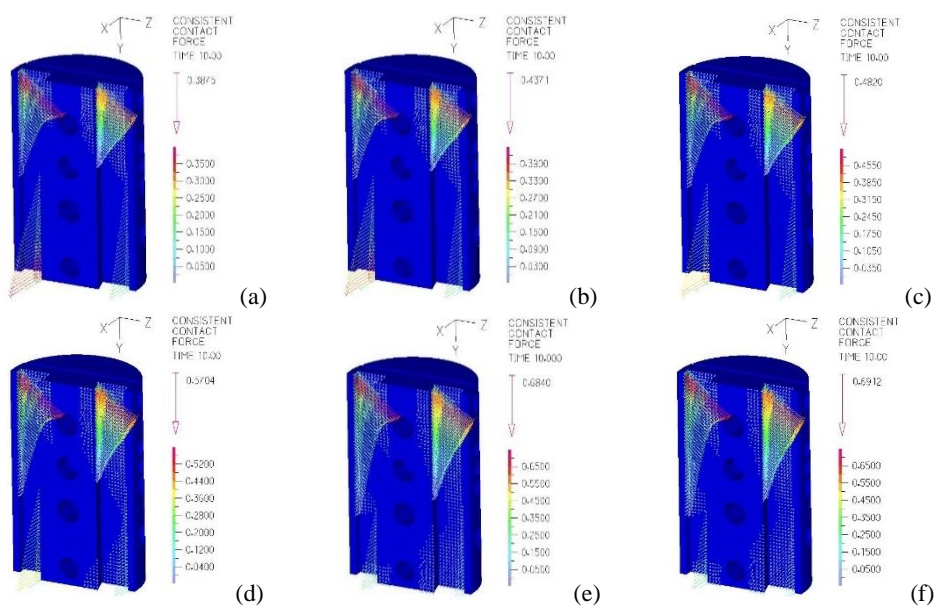 X Z
Y
CONSISTENT
CONTACT
FORCE
TIME 10.00
0.3875
0.3500
0.3000
0.2500
0.2000
0.1500
0.1000
0.0500
(a)
X Z
Y
CONSISTENT
CONTACT
FORCE
TIME 10.00
0.4371
0.3900
0.3300
0.2700
0.2100
0.1500
0.0900
0.0300
(b)
X Z
Y
CONSISTENT
CONTACT
FORCE
TIME 10.00
0.4820
0.4550
0.3850
0.3150
0.2450
0.1750
0.1050
0.0350
(c)
X Z
Y
CONSISTENT
CONTACT
FORCE
TIME 10.00
0.5704
0.5200
0.4400
0.3600
0.2800
0.2000
0.1200
0.0400
(d)
X Z
Y
CONSISTENT
CONTACT
FORCE
TIME 10.000
0.6840
0.6500
0.5500
0.4500
0.3500
0.2500
0.1500
0.0500
(e)
X Z
Y
CONSISTENT
CONTACT
FORCE
TIME 10.00
0.6912
0.6500
0.5500
0.4500
0.3500
0.2500
0.1500
0.0500
(f)